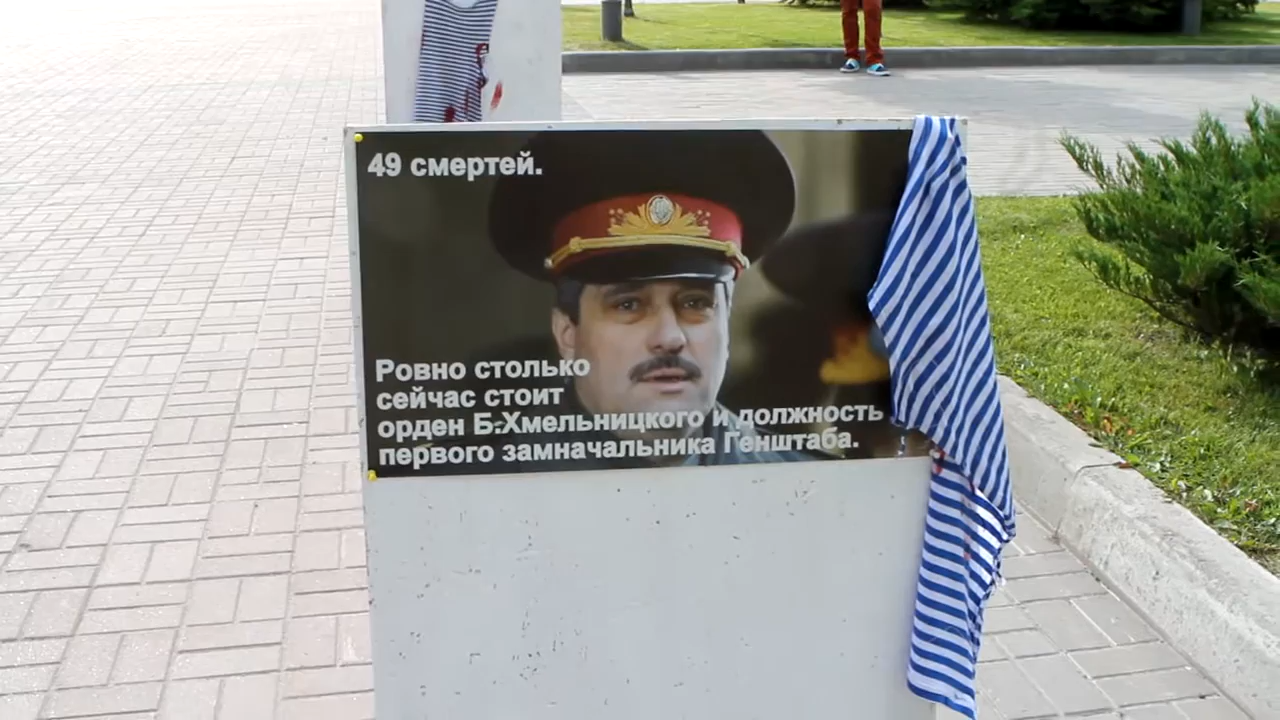 49 смертей.
Ровно столько
сейчас стоит
орден Б.Хмельницкого и должность
первого замначальника Генштаба.